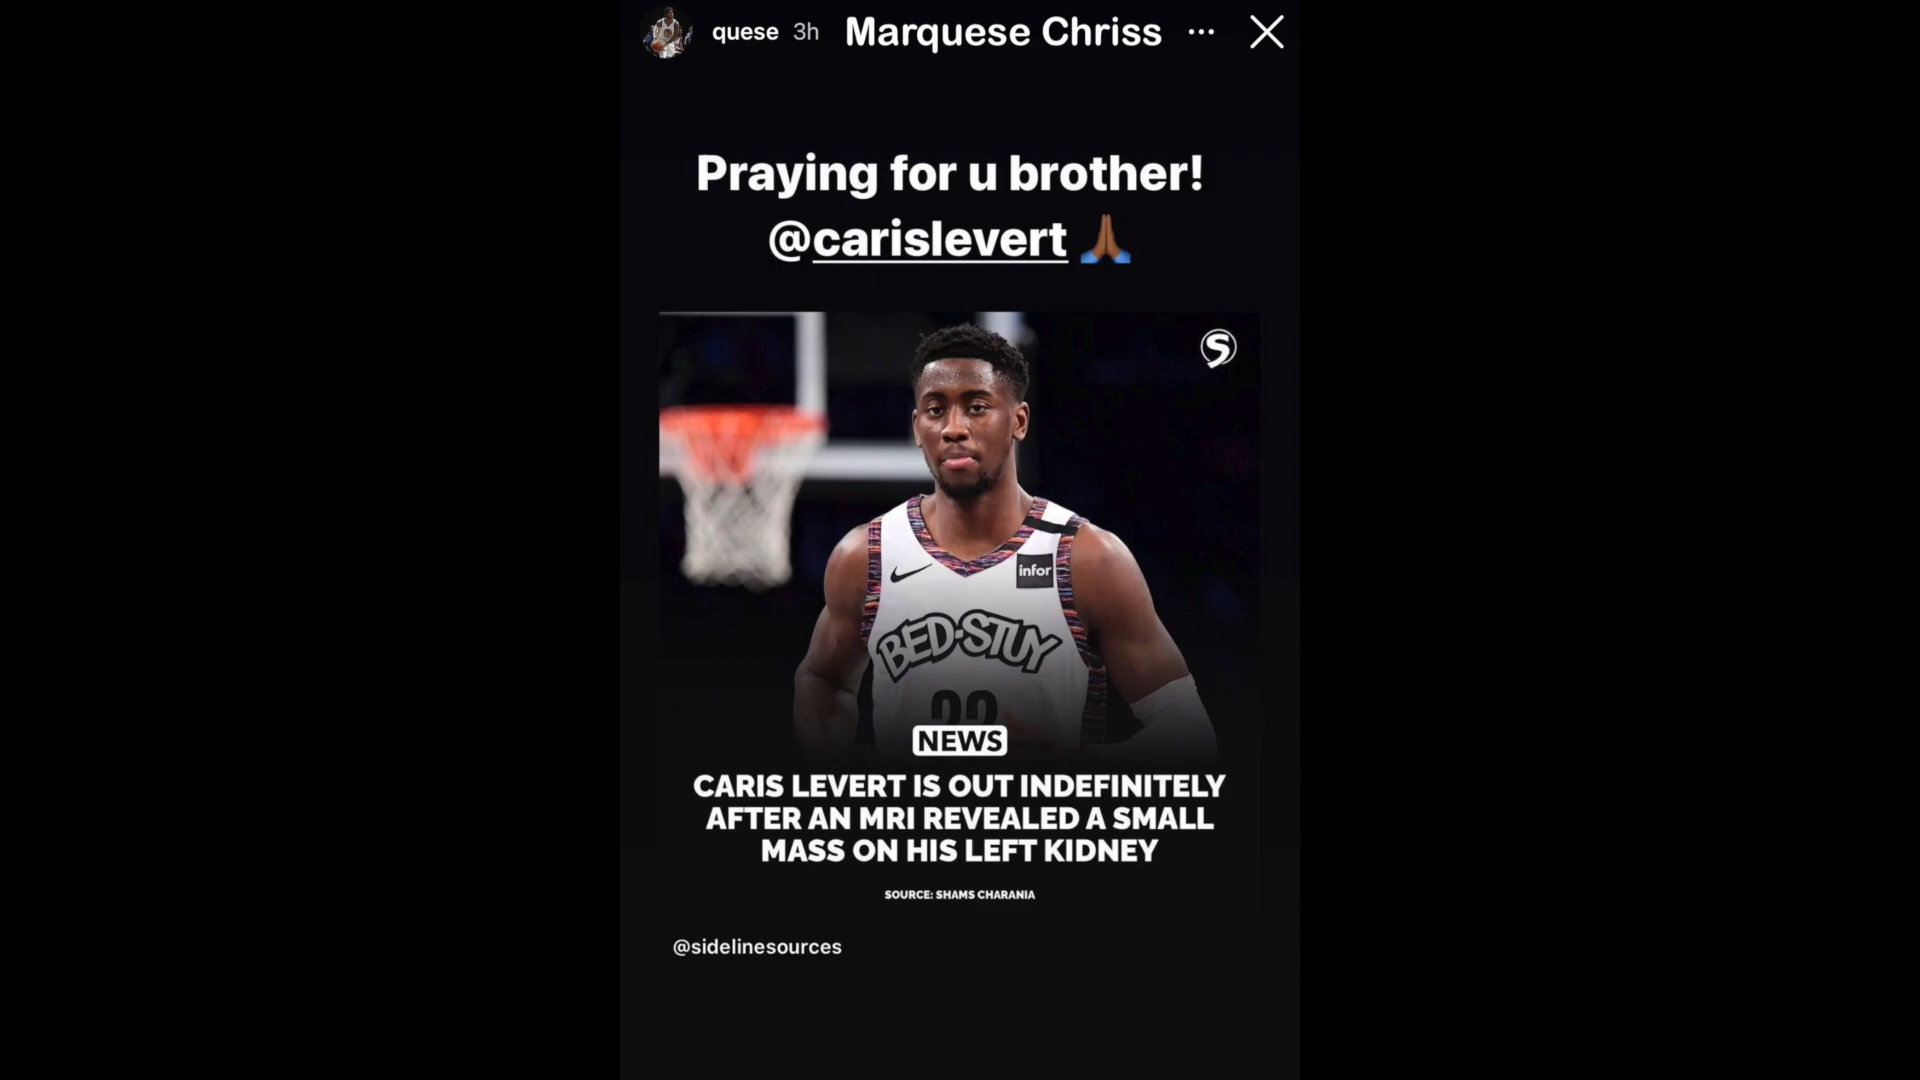 quese 3h Marquese Chriss
Praying for u brother!
@carislevert 🙏🏾
S
infor
BED-STUY
22
NEWS
CARIS LEVERT IS OUT INDEFINITELY
AFTER AN MRI REVEALED A SMALL
MASS ON HIS LEFT KIDNEY
SOURCE: SHAMS CHARANIA
@sidelinesources